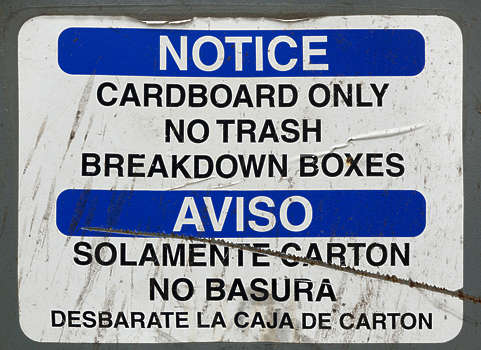 NOTICE
CARDBOARD ONLY
NO TRASH
BREAKDOWN BOXES
AVISO
SOLAMENTE CARTON
NO BASURA
DESBARATE LA CAJA DE CARTON